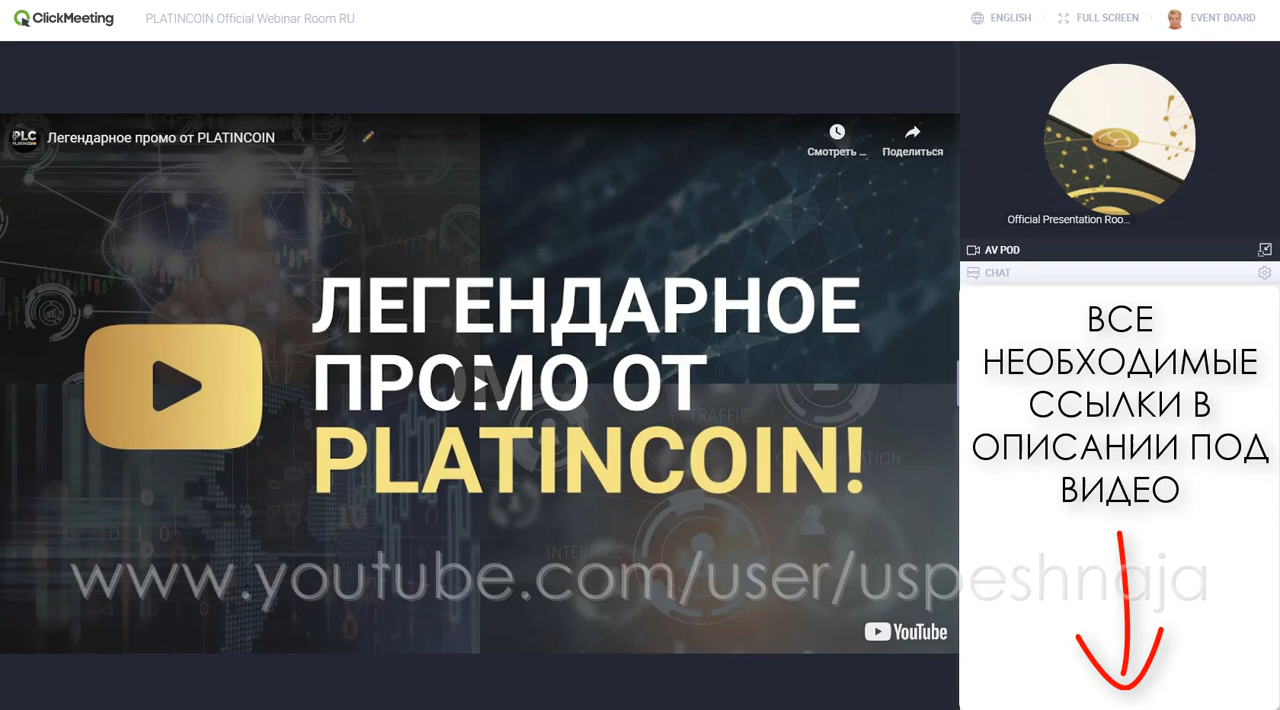 ClickMeeting
PLATINCOIN Official Webinar Room RU
ENGLISH
FULL SCREEN
EVENT BOARD
PLC
PLATINCOIN
Легендарное промо от PLATINCOIN
Смотреть ...
Поделиться
ЛЕГЕНДАРНОЕ
ПРОМО ОТ
PLATINCOIN!
TRAFFIC
INTERFACE
www.youtube.com/user/uspeshnaja
YouTube
Official Presentation Roo...
AV POD
CHAT
ВСЕ
НЕОБХОДИМЫЕ
ССЫЛКИ В
ОПИСАНИИ ПОД
ВИДЕО